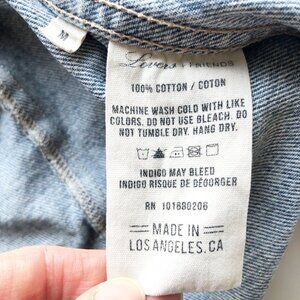 M
Lovers + FRIENDS
100% COTTON / COTON
MACHINE WASH COLD WITH LIKE
COLORS. DO NOT USE BLEACH. DO
NOT TUMBLE DRY. HANG DRY.
INDIGO MAY BLEED
INDIGO RISQUE DE DÉGORGER
RN 101680206
MADE IN
LOS ANGELES, CA